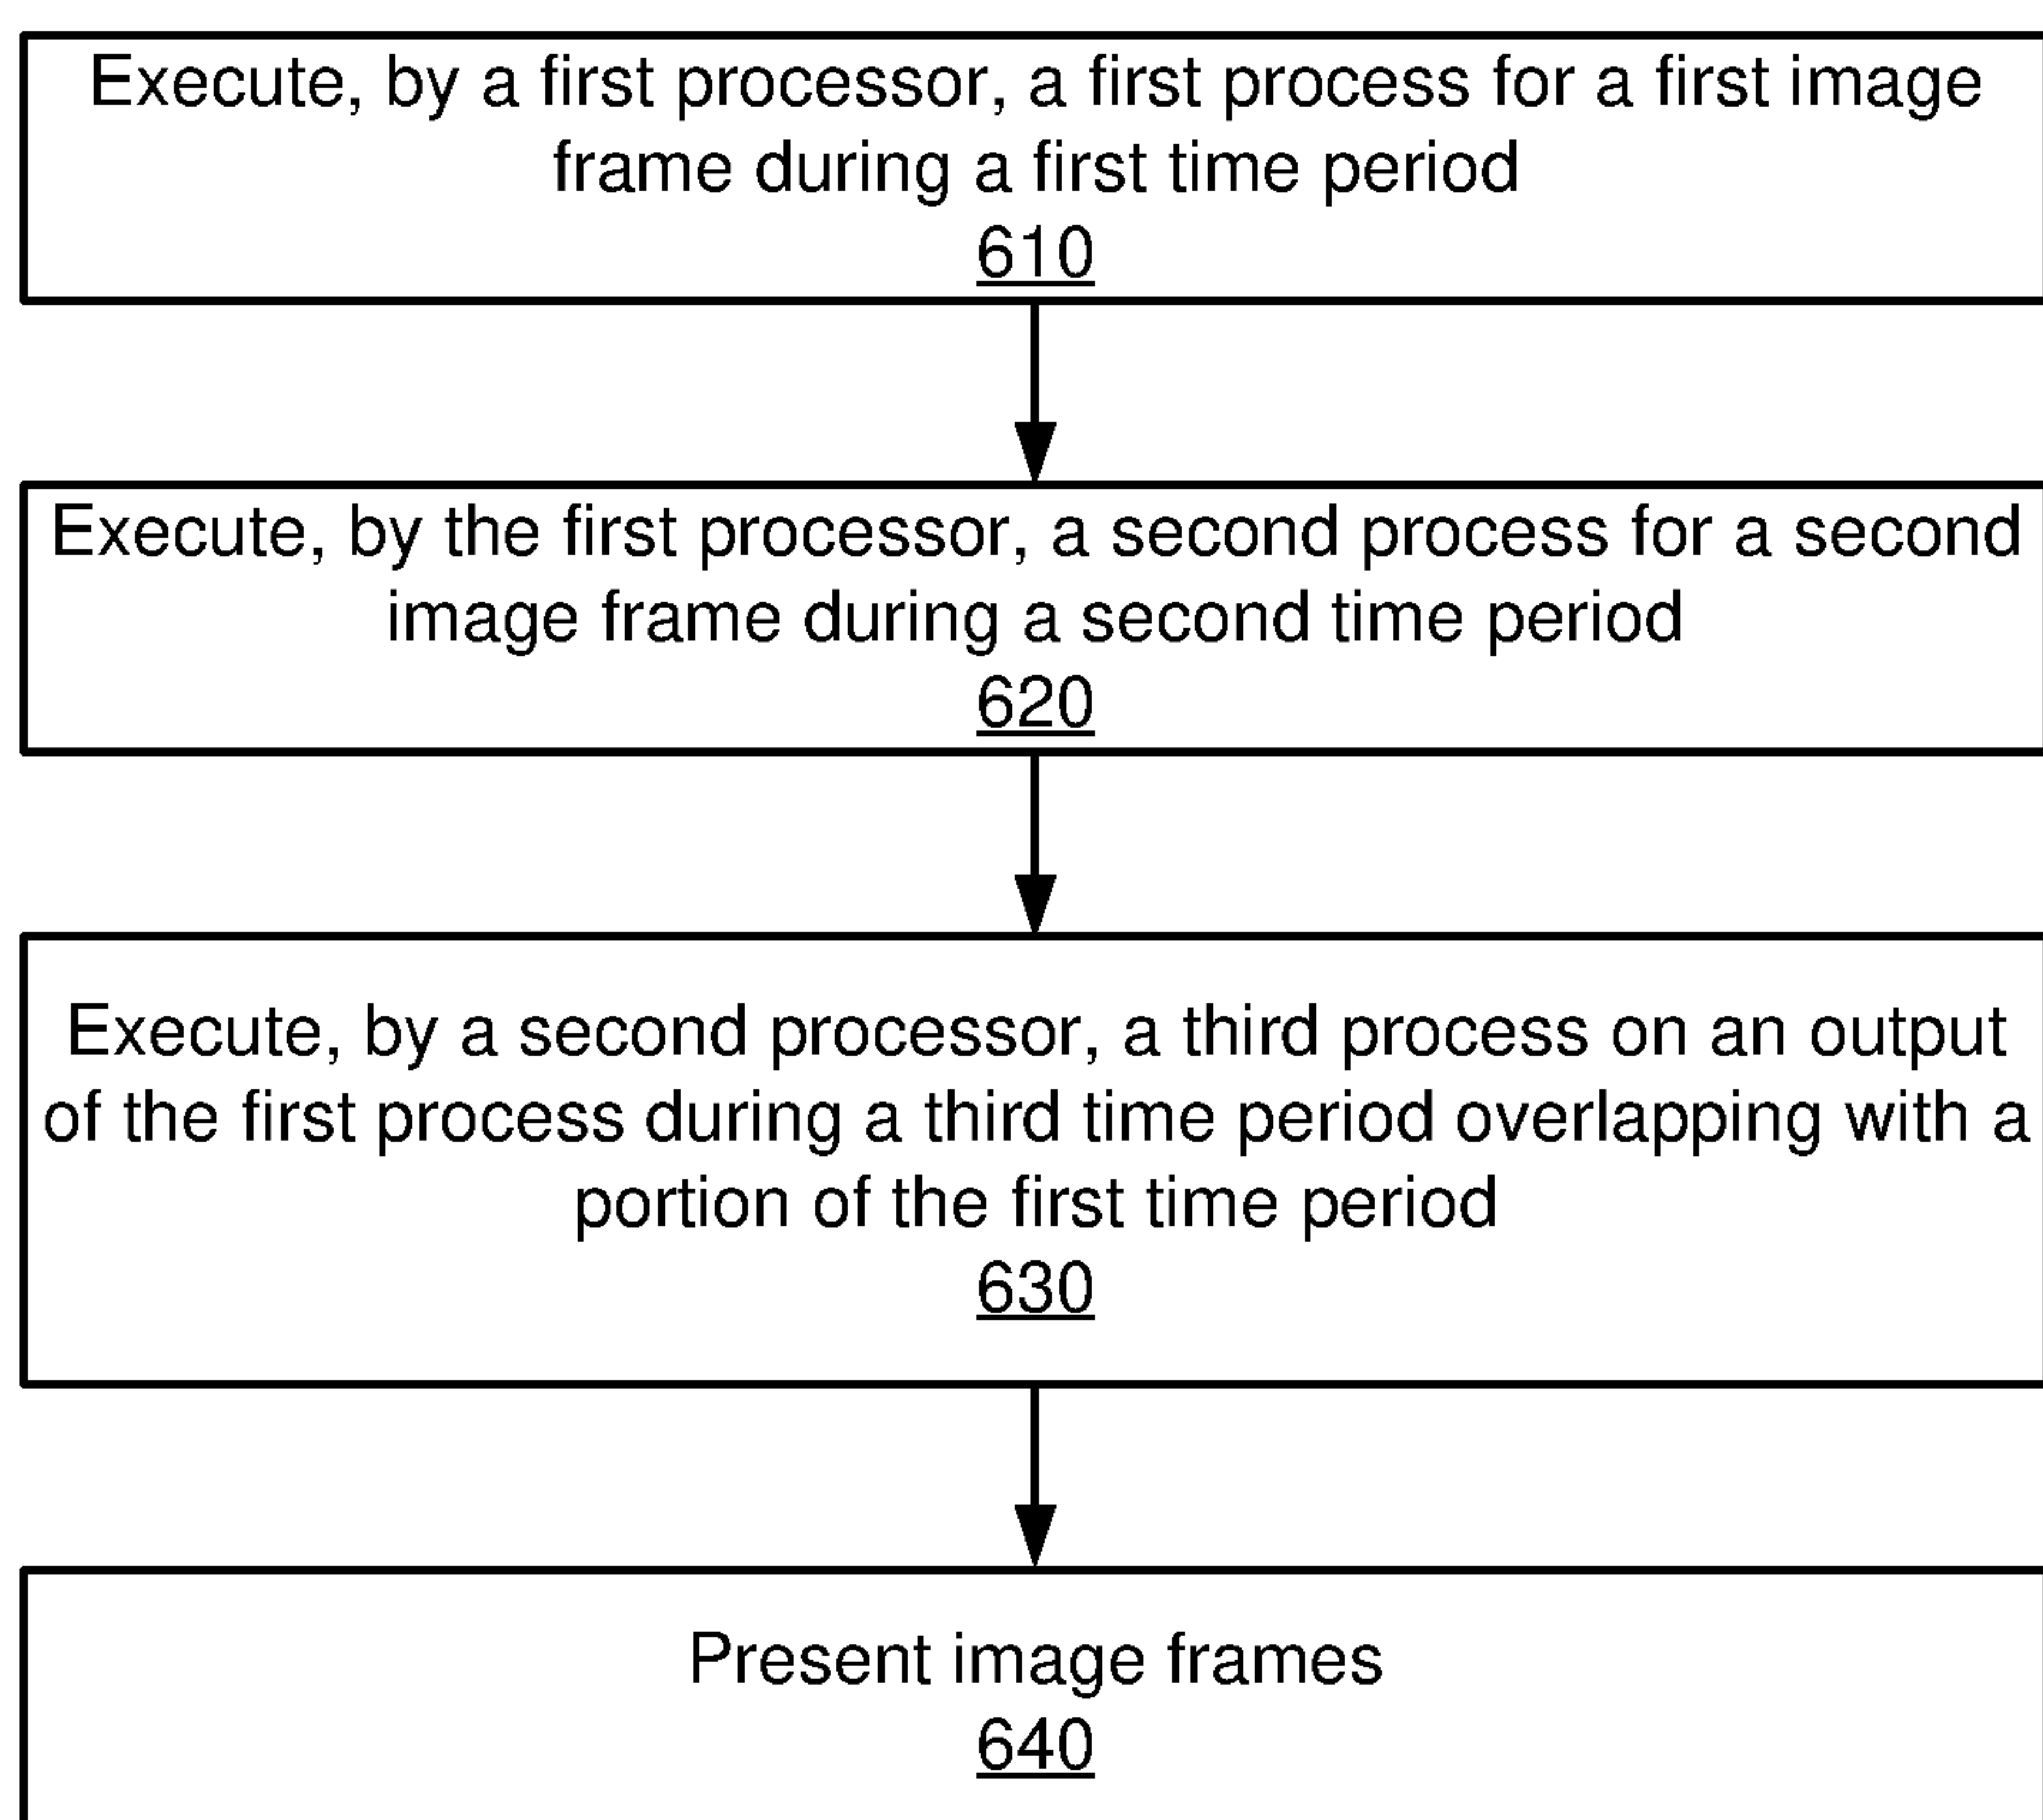 Execute, by a first processor, a first process for a first image
frame during a first time period
610
Execute, by the first processor, a second process for a second
image frame during a second time period
620
Execute, by a second processor, a third process on an output
of the first process during a third time period overlapping with a
portion of the first time period
630
Present image frames
640